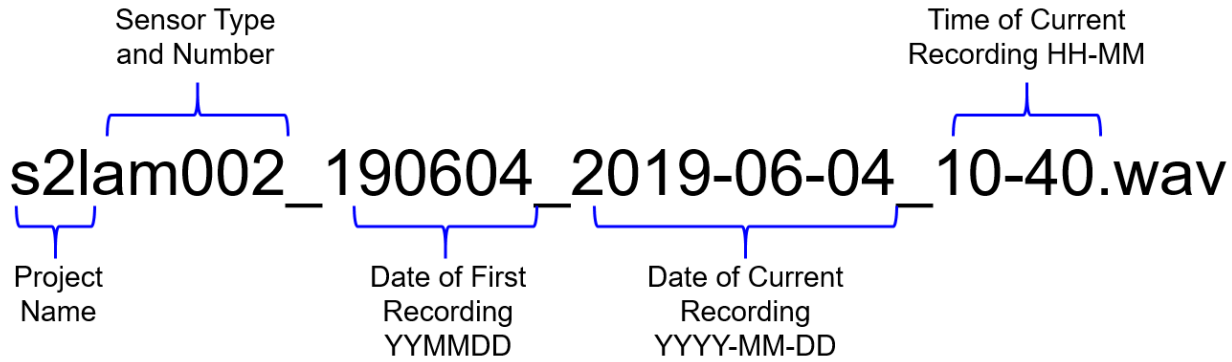 Sensor Type
and Number
Time of Current
Recording HH-MM
s2lam002_190604_2019-06-04_10-40.wav
Project
Name
Date of First
Recording
YYMMDD
Date of Current
Recording
YYYY-MM-DD